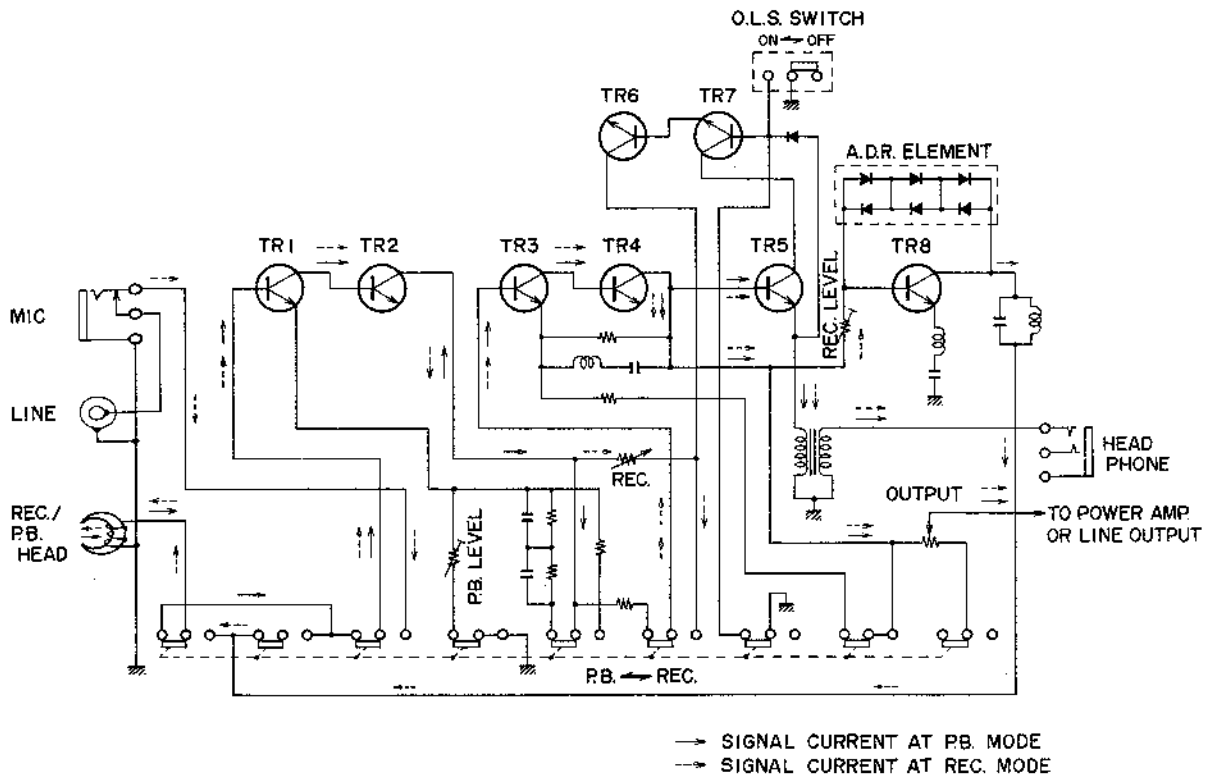 O.L.S. SWITCH
ON OFF
TR6
TR7
A.D.R. ELEMENT
TR1
TR2
TR3
TR4
TR5
TR8
REC. LEVEL
MIC
LINE
REC./
P.B.
HEAD
REC.
P.B. LEVEL
OUTPUT
HEAD
PHONE
TO POWER AMP.
OR LINE OUTPUT
P.B. REC.
SIGNAL CURRENT AT P.B. MODE
SIGNAL CURRENT AT REC. MODE